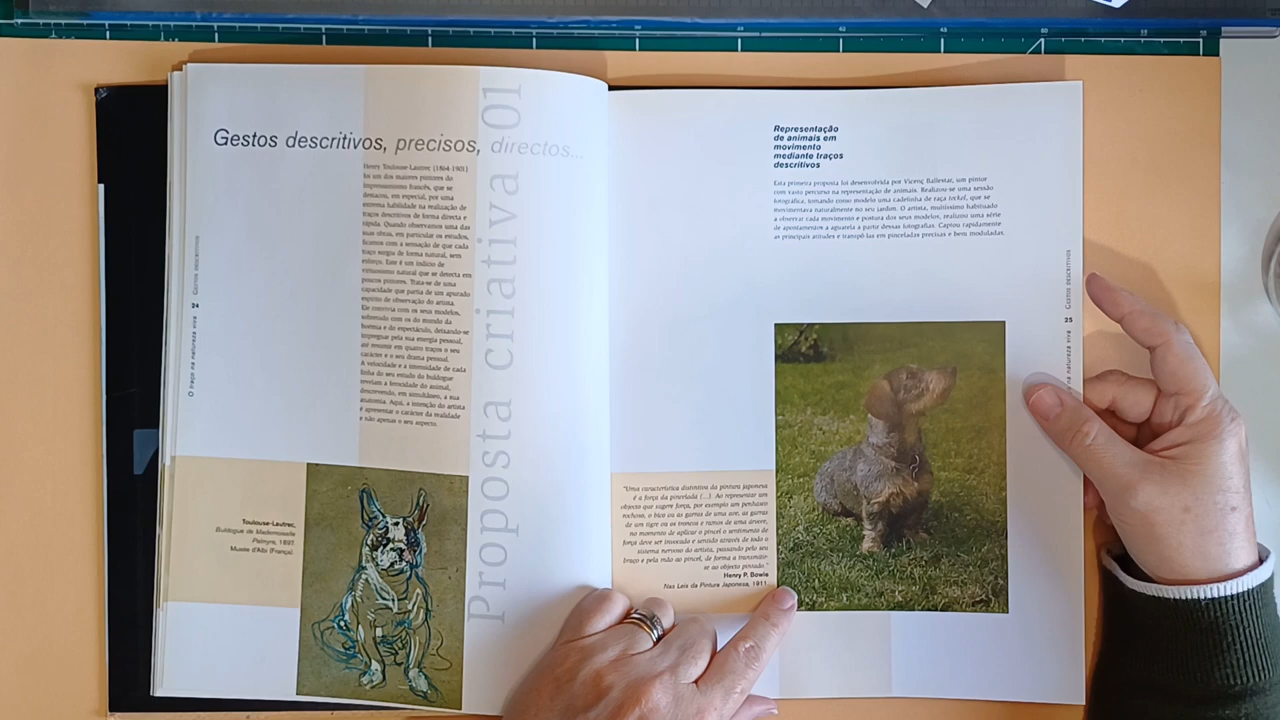 Gestos descritivos, precisos, directos...
Henry Toulouse-Lautrec (1864-1901)
foi um dos maiores pintores do
Impressionismo francês, que se
destacou, em especial, por uma
extrema habilidade na realização de
traços descritivos de forma directa e
rápida. Quando observamos uma das
suas obras, em particular os estudos,
ficamos com a sensação de que cada
traço surgiu de forma natural, sem
esforço. Este é um indício de
virtuosismo natural que se detecta em
poucos pintores. Trata-se de uma
capacidade que partia de um apurado
espírito de observação do artista.
Ele convivia com os seus modelos,
sobretudo com os do mundo da
boémia e do espectáculo, deixando-se
impregnar pela sua energia pessoal,
até resumir em quatro traços o seu
carácter e o seu drama pessoal.
A velocidade e a intensidade de cada
linha do seu estudo do buldogue
revelam a ferocidade do animal,
descrevendo, em simultâneo, a sua
anatomia. Aqui, a intenção do artista
é apresentar o carácter da realidade
e não apenas o seu aspecto.
Proposta criativa 01
Gestos descritivos
24
O traço na natureza viva
Toulouse-Lautrec,
Buldogue de Mademoiselle
Palmyre, 1897.
Museu d'Albi (França).
Representação
de animais em
movimento
mediante traços
descritivos
Esta primeira proposta foi desenvolvida por Vicenç Ballestar, um pintor
com vasto percurso na representação de animais. Realizou-se uma sessão
fotográfica, tomando como modelo uma cadelinha de raça teckel, que se
movimentava naturalmente no seu jardim. O artista, muitíssimo habituado
a observar cada movimento e postura dos seus modelos, realizou uma série
de apontamentos a aguarela a partir dessas fotografias. Captou rapidamente
as principais atitudes e transpô-las em pinceladas precisas e bem moduladas.
"Uma característica distintiva da pintura japonesa
é a força da pincelada (...). Ao representar um
objecto que sugere força, por exemplo um penhasco
rochoso, o bico ou as garras de uma ave, as garras
de um tigre ou os troncos e ramos de uma árvore,
no momento de aplicar o pincel o sentimento de
força deve ser invocado e sentido através de todo o
sistema nervoso do artista, passando pelo seu
braço e pela mão ao pincel, de forma a transmitir-
se ao objecto pintado."
Henry P. Bowie
Nas Leis da Pintura Japonesa, 1911.
Gestos descritivos
25
na natureza viva